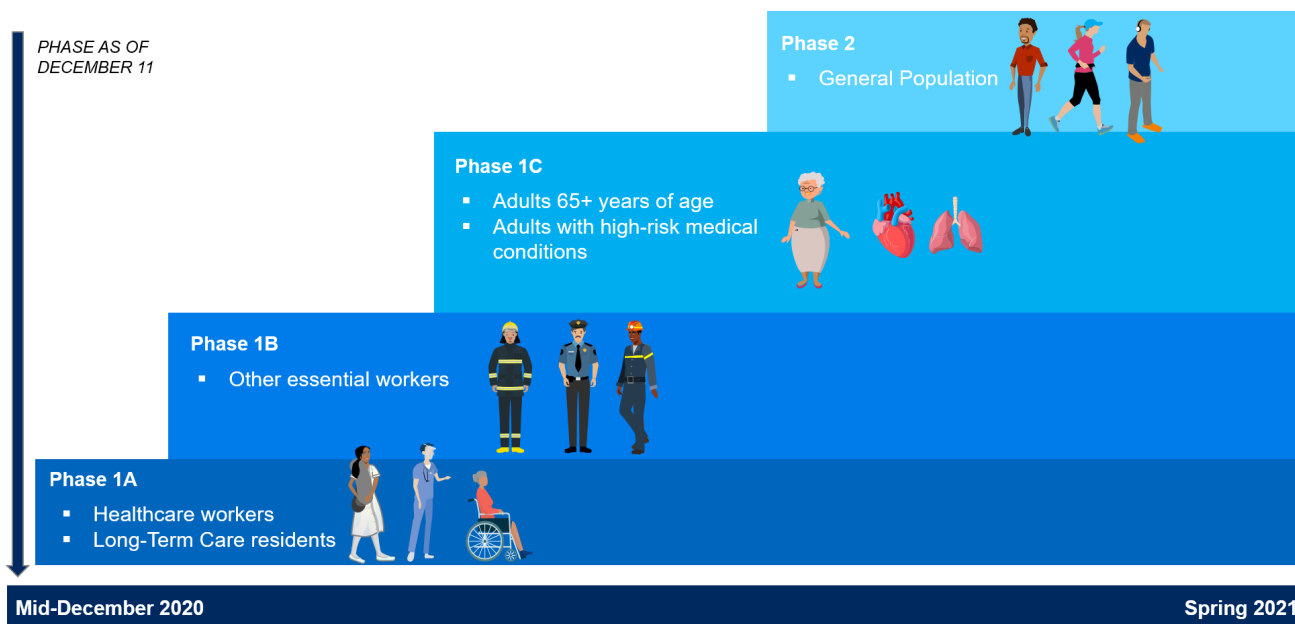 PHASE AS OF
DECEMBER 11
Phase 2
▪ General Population
Phase 1C
▪ Adults 65+ years of age
▪ Adults with high-risk medical
conditions
Phase 1B
▪ Other essential workers
Phase 1A
▪ Healthcare workers
▪ Long-Term Care residents
Mid-December 2020
Spring 2021